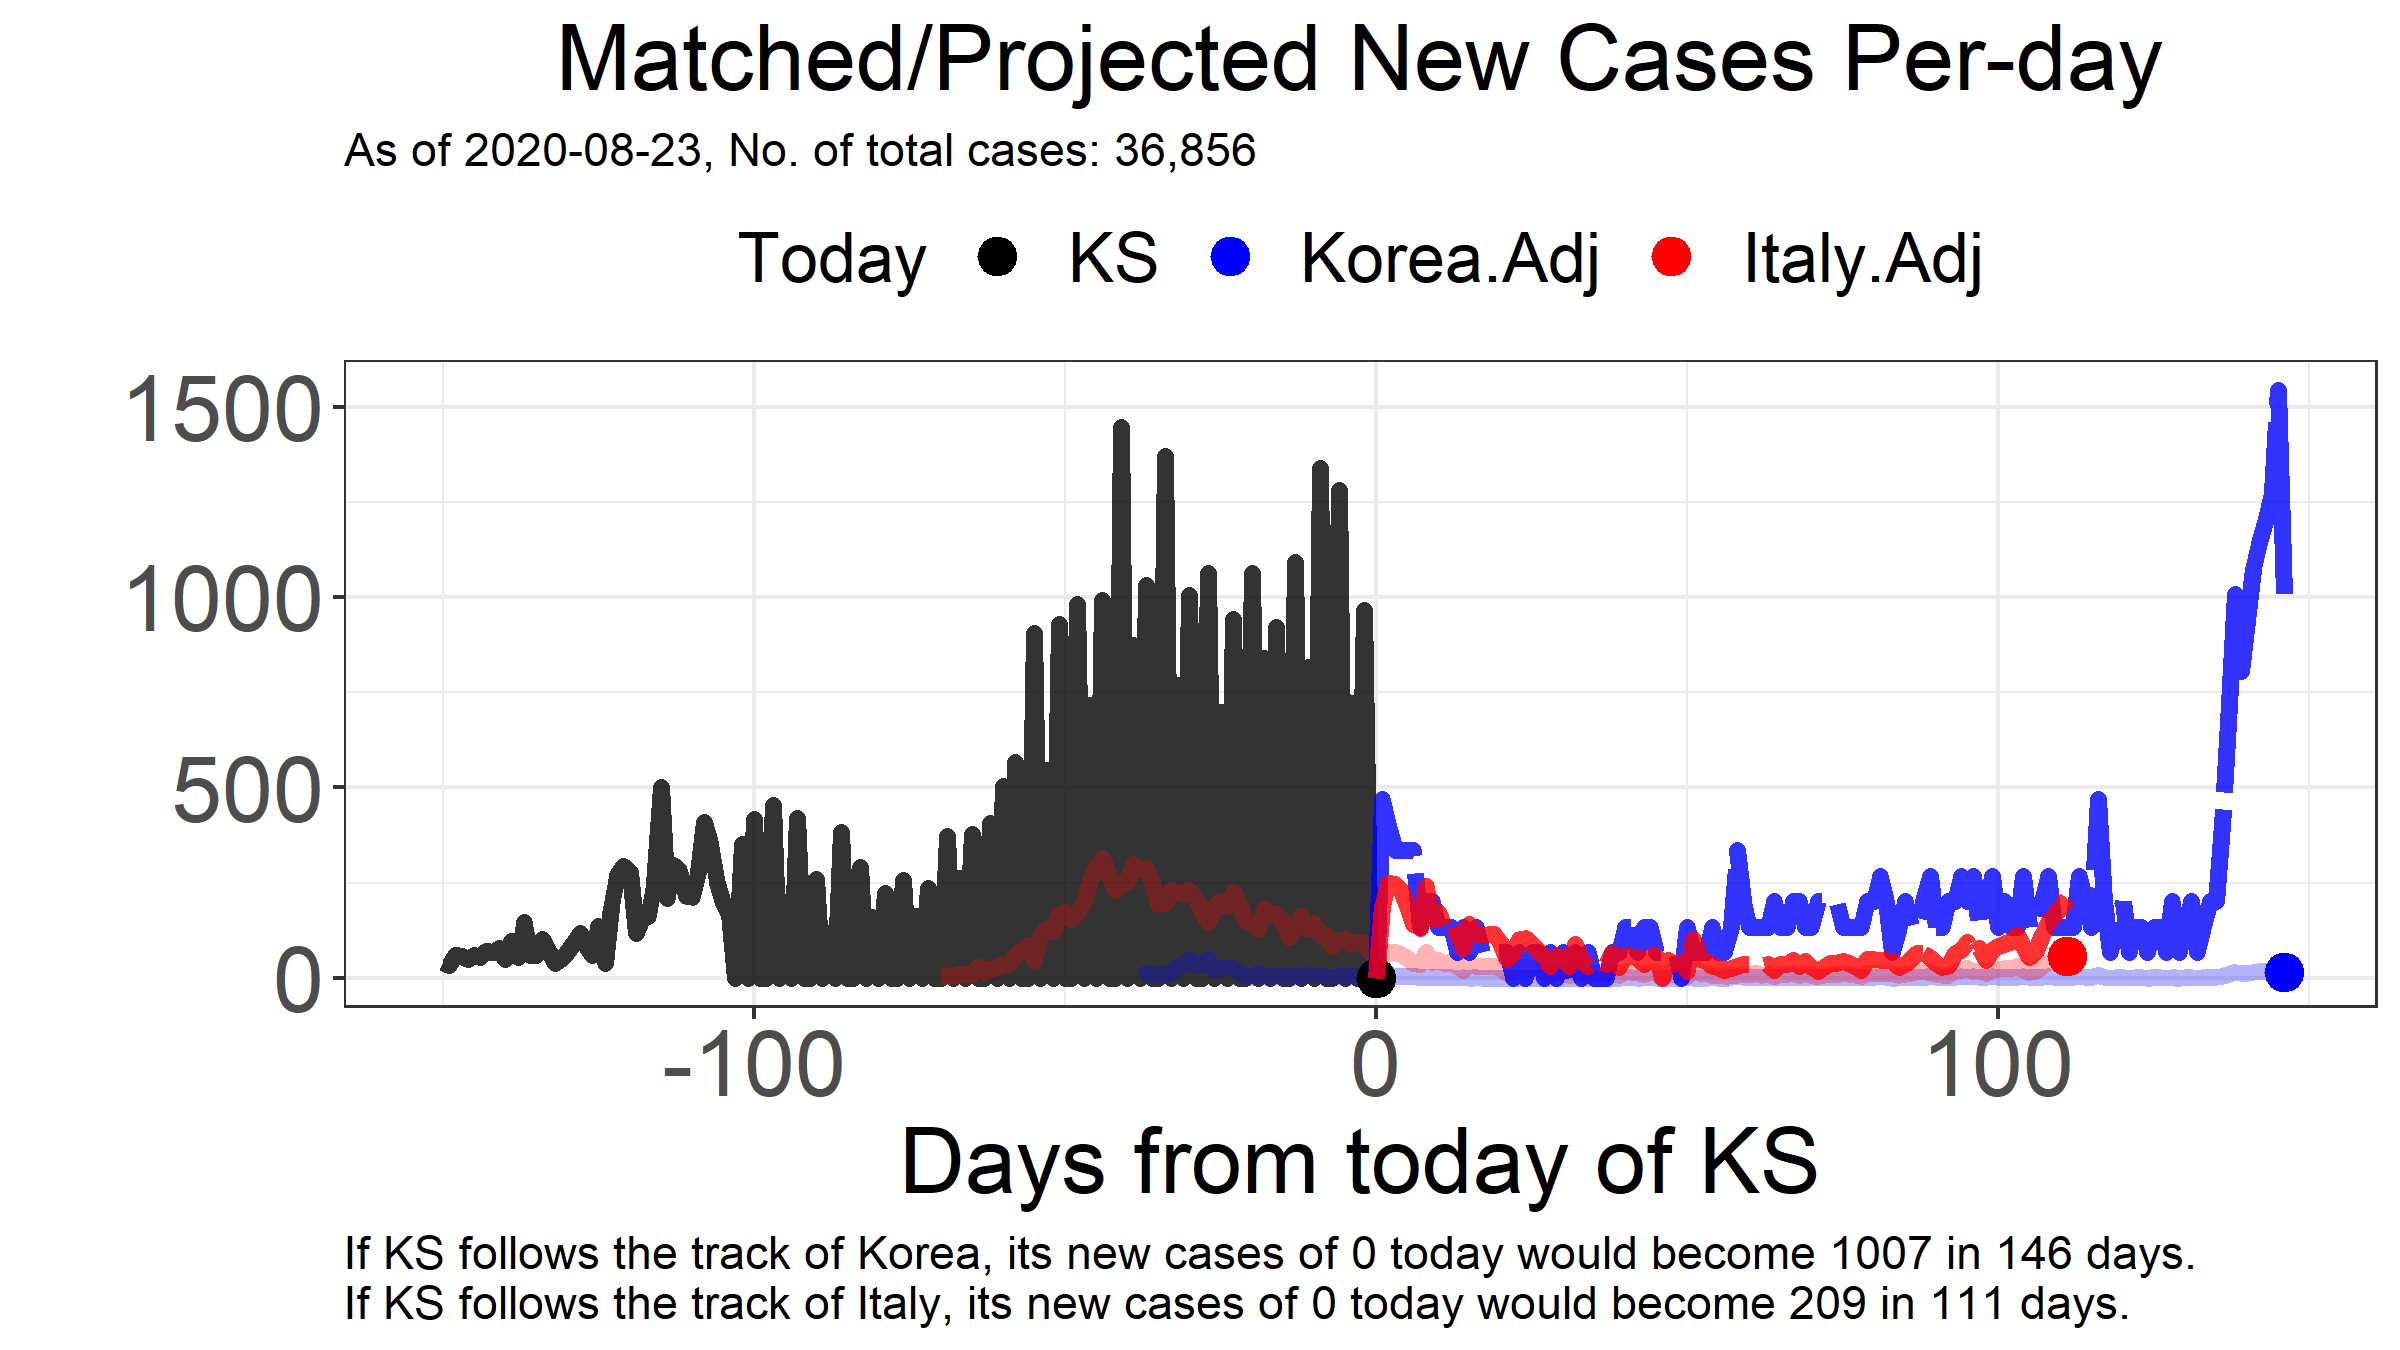 Matched/Projected New Cases Per-day
As of 2020-08-23, No. of total cases: 36,856
Today KS Korea.Adj Italy.Adj
1500
1000
500
0
-100 0 100
Days from today of KS
If KS follows the track of Korea, its new cases of 0 today would become 1007 in 146 days.
If KS follows the track of Italy, its new cases of 0 today would become 209 in 111 days.